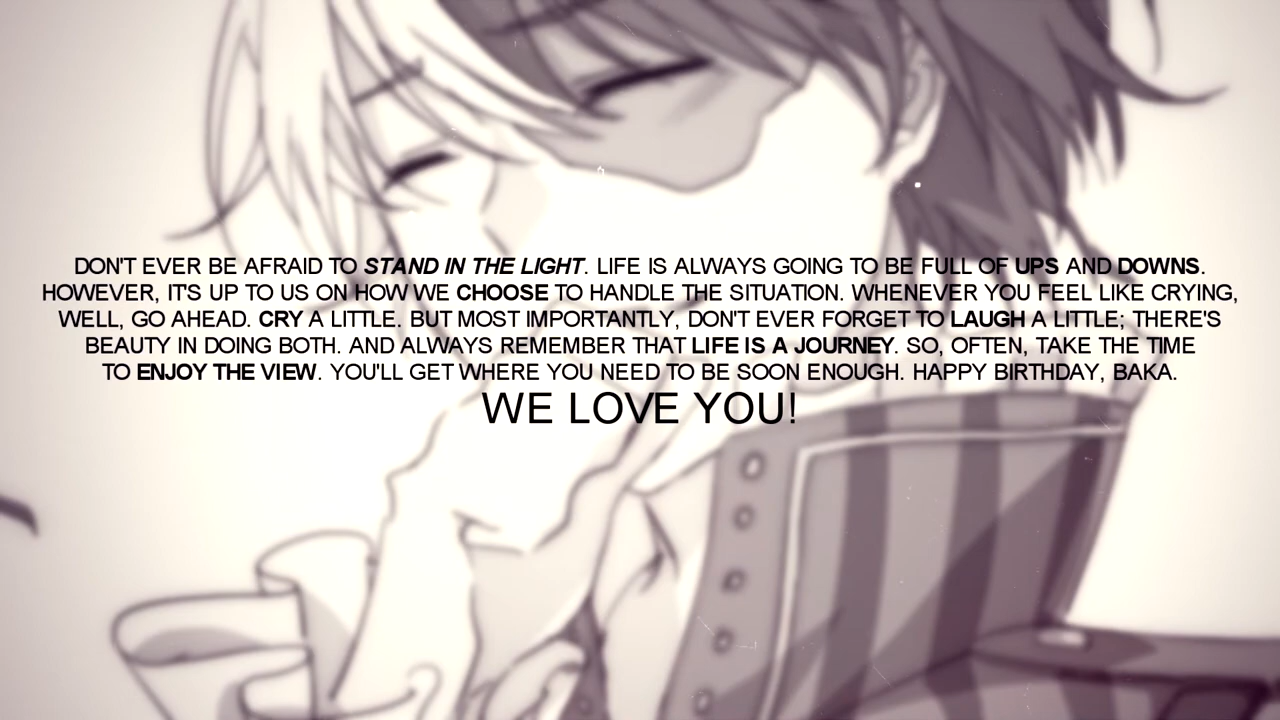 DON'T EVER BE AFRAID TO STAND IN THE LIGHT. LIFE IS ALWAYS GOING TO BE FULL OF UPS AND DOWNS.
HOWEVER, IT'S UP TO US ON HOW WE CHOOSE TO HANDLE THE SITUATION. WHENEVER YOU FEEL LIKE CRYING,
WELL, GO AHEAD. CRY A LITTLE. BUT MOST IMPORTANTLY, DON'T EVER FORGET TO LAUGH A LITTLE; THERE'S
BEAUTY IN DOING BOTH. AND ALWAYS REMEMBER THAT LIFE IS A JOURNEY. SO, OFTEN, TAKE THE TIME
TO ENJOY THE VIEW. YOU'LL GET WHERE YOU NEED TO BE SOON ENOUGH. HAPPY BIRTHDAY, BAKA.
WE LOVE YOU!